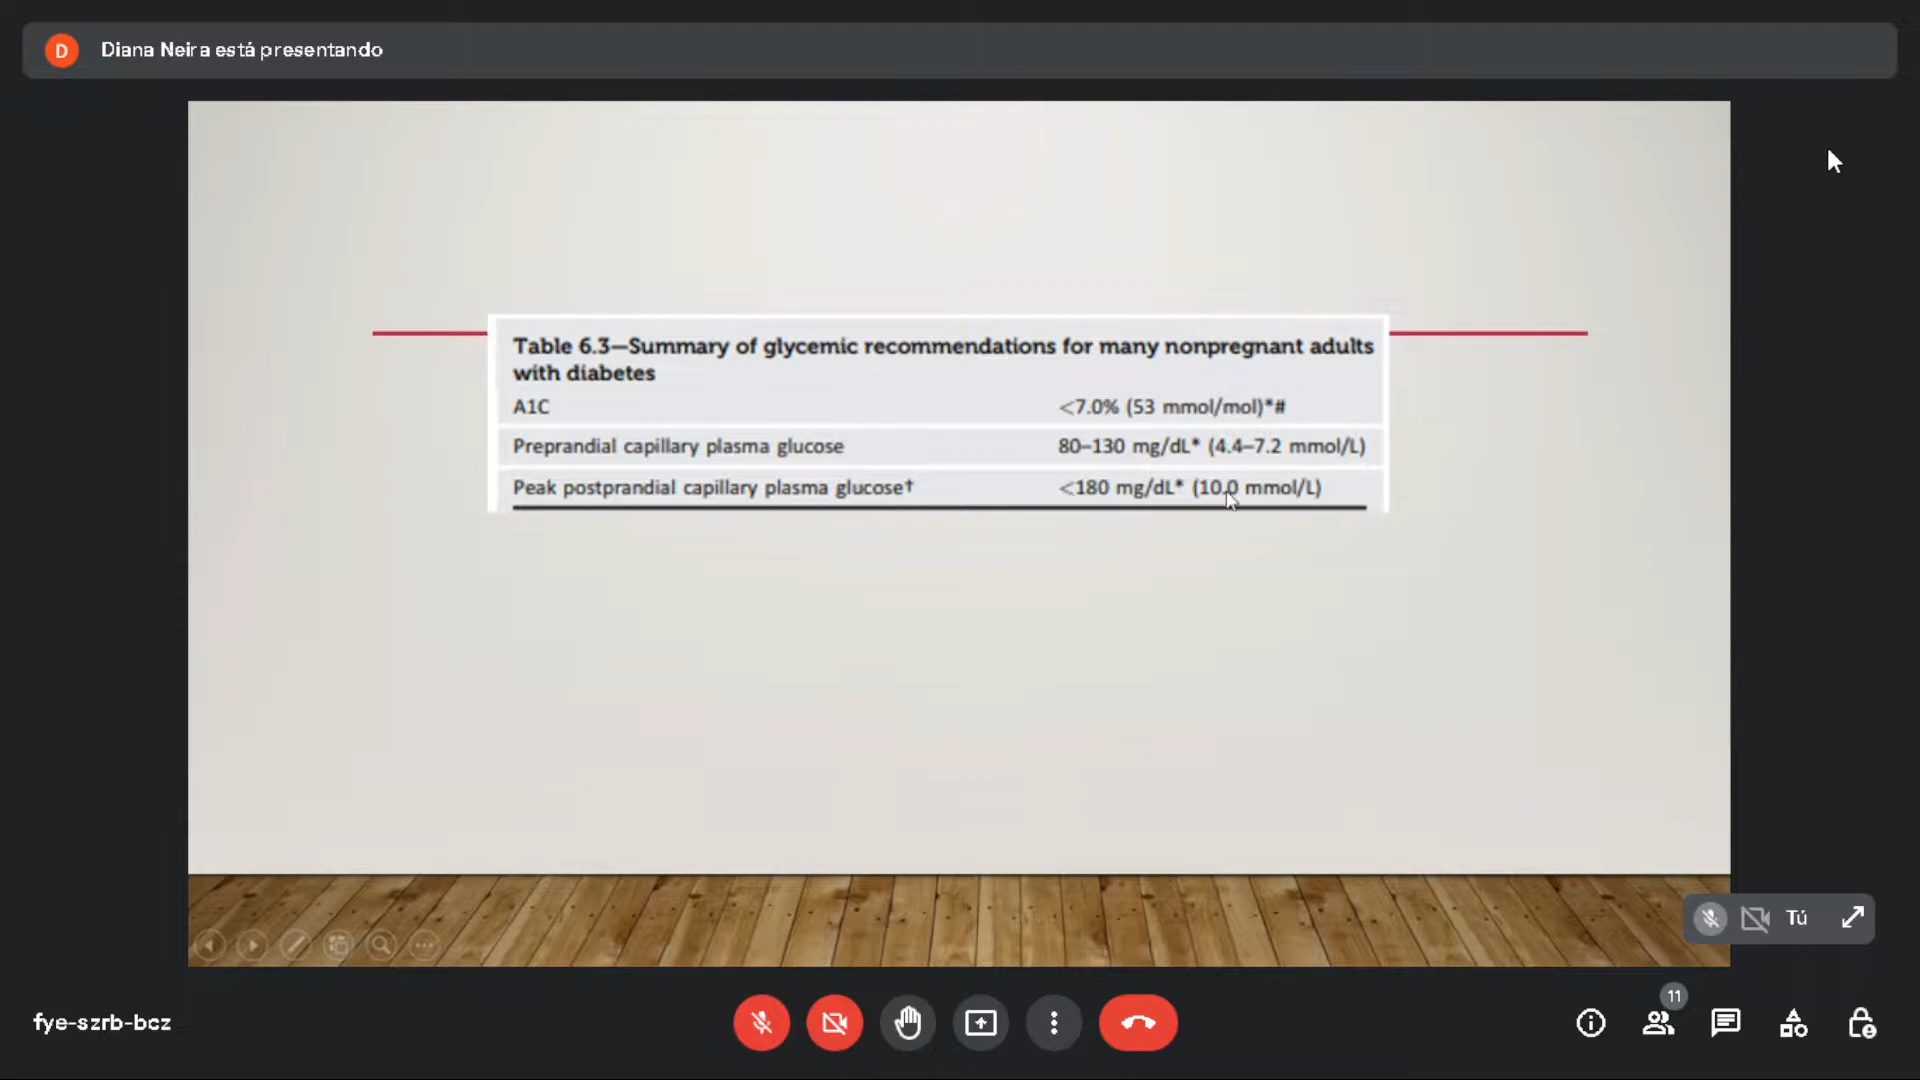 D Diana Neira está presentando
Table 6.3—Summary of glycemic recommendations for many nonpregnant adults
with diabetes
A1C <7.0% (53 mmol/mol)*#
Preprandial capillary plasma glucose 80–130 mg/dL* (4.4–7.2 mmol/L)
Peak postprandial capillary plasma glucose† <180 mg/dL* (10.0 mmol/L)
Tú
11
fye-szrb-bcz